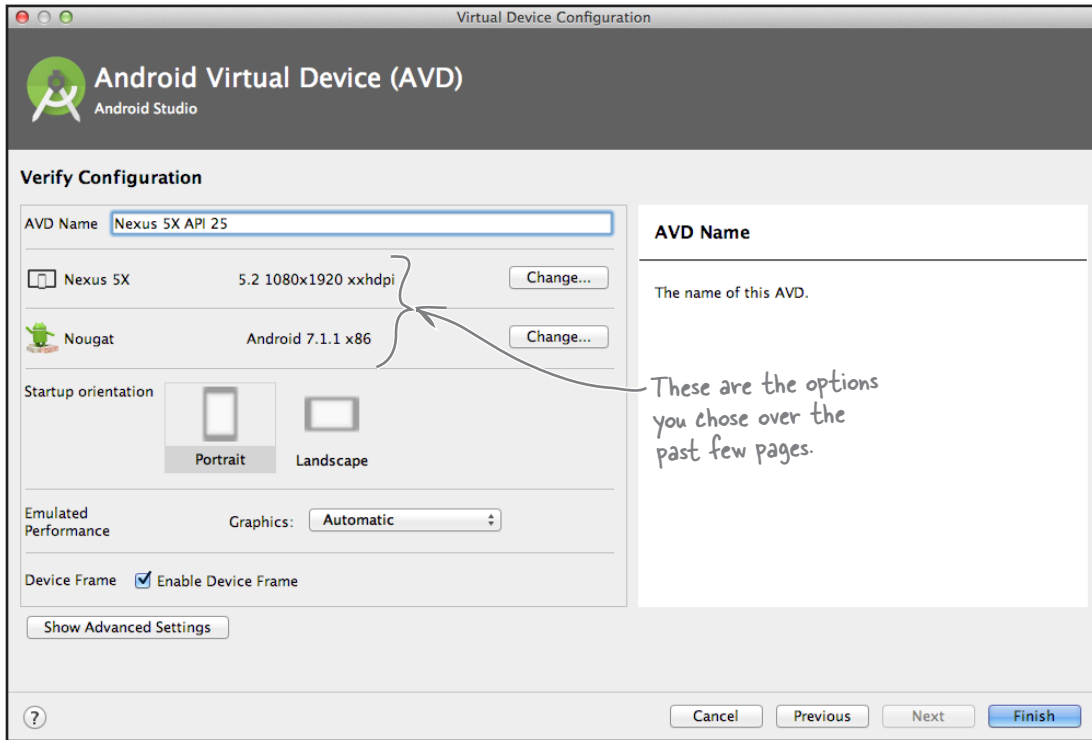 Virtual Device Configuration
Android Virtual Device (AVD)
Android Studio
Verify Configuration
AVD Name Nexus 5X API 25
Nexus 5X 5.2 1080x1920 xxhdpi Change...
Nougat Android 7.1.1 x86 Change...
Startup orientation
Portrait Landscape
Emulated
Performance
Graphics: Automatic
Device Frame Enable Device Frame
Show Advanced Settings
AVD Name
The name of this AVD.
These are the options
you chose over the
past few pages.
?
Cancel Previous Next Finish